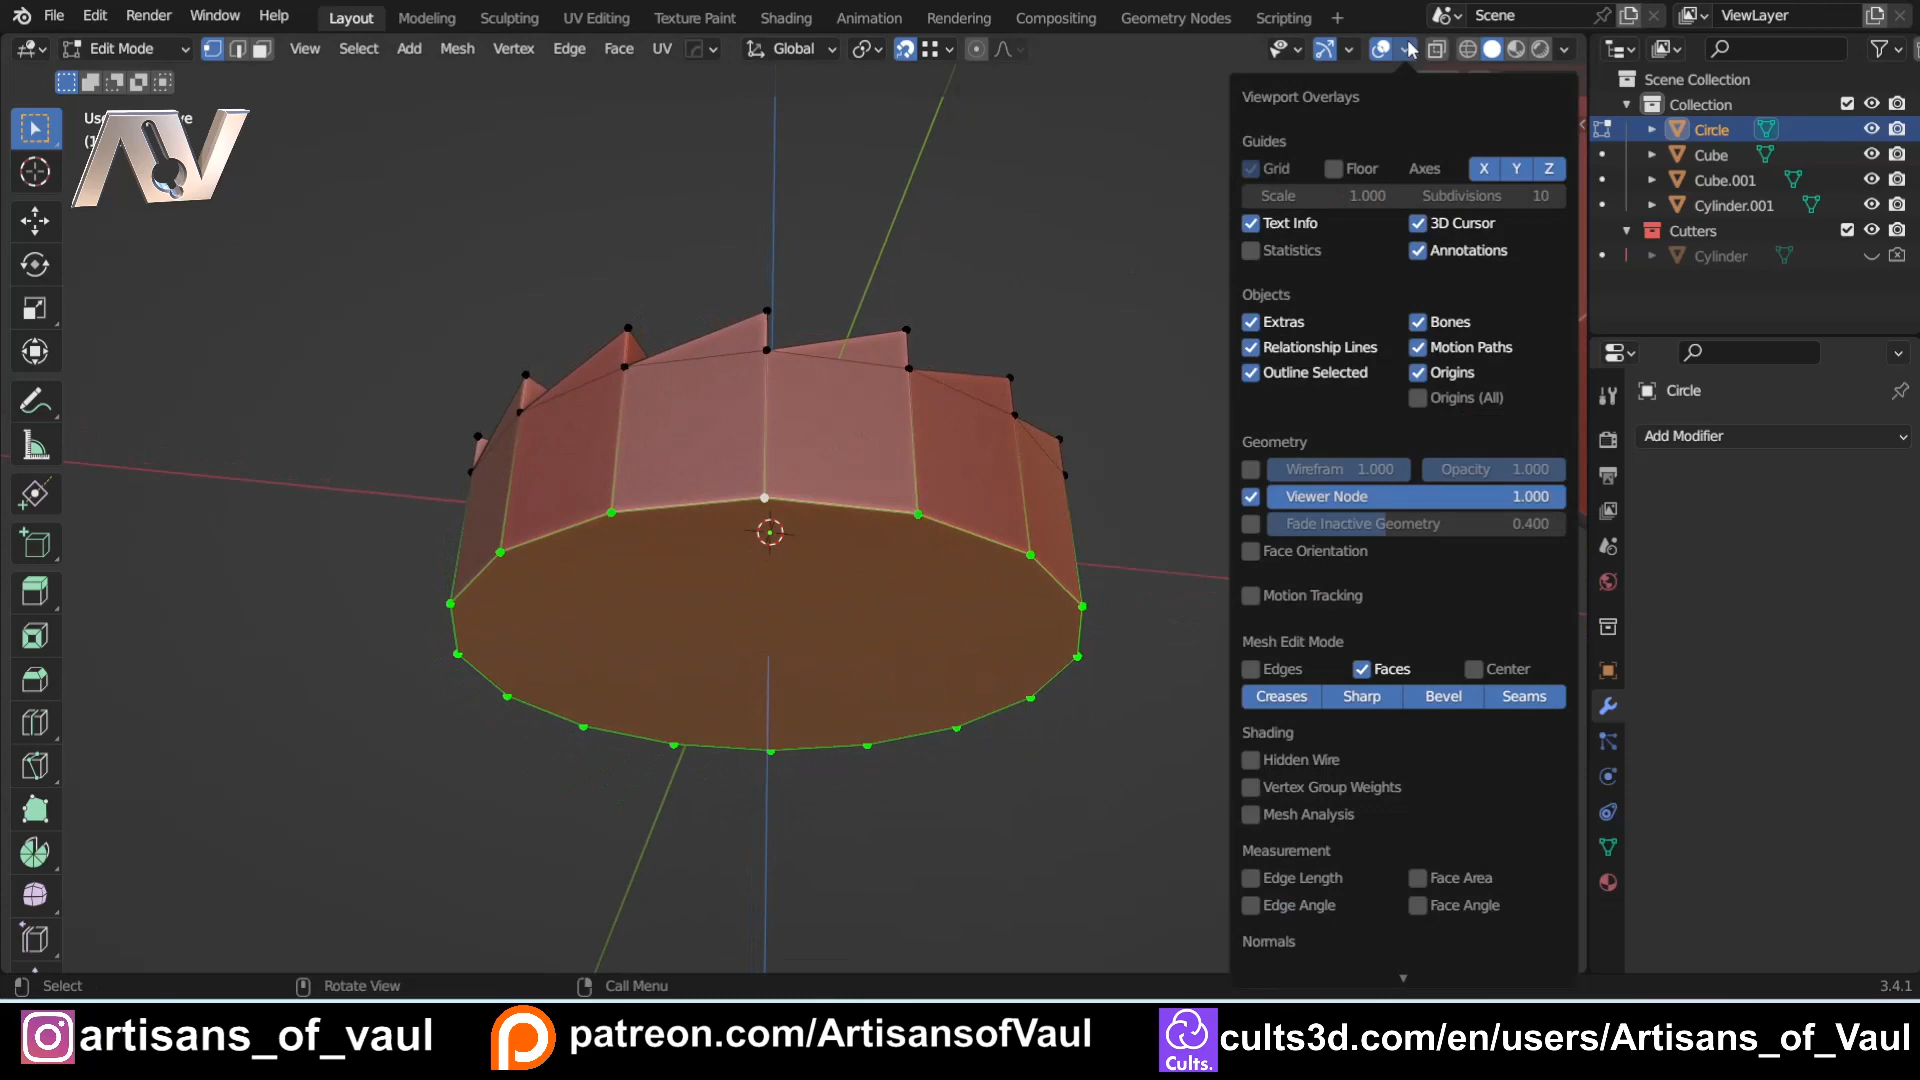 File Edit Render Window Help Layout Modeling Sculpting UV Editing Texture Paint Shading Animation Rendering Compositing Geometry Nodes Scripting + Scene ViewLayer
Edit Mode View Select Add Mesh Vertex Edge Face UV Global
AV
Viewport Overlays
Guides
Grid Floor Axes X Y Z
Scale 1.000 Subdivisions 10
Text Info 3D Cursor
Statistics Annotations
Objects
Extras Bones
Relationship Lines Motion Paths
Outline Selected Origins
Origins (All)
Geometry
Wirefram 1.000 Opacity 1.000
Viewer Node 1.000
Fade Inactive Geometry 0.400
Face Orientation
Motion Tracking
Mesh Edit Mode
Edges Faces Center
Creases Sharp Bevel Seams
Shading
Hidden Wire
Vertex Group Weights
Mesh Analysis
Measurement
Edge Length Face Area
Edge Angle Face Angle
Normals
Scene Collection
Collection
Circle
Cube
Cube.001
Cylinder.001
Cutters
Cylinder
Circle
Add Modifier
Select Rotate View Call Menu 3.4.1
artisans_of_vaul patreon.com/ArtisansofVaul Cults. cults3d.com/en/users/Artisans_of_Vaul